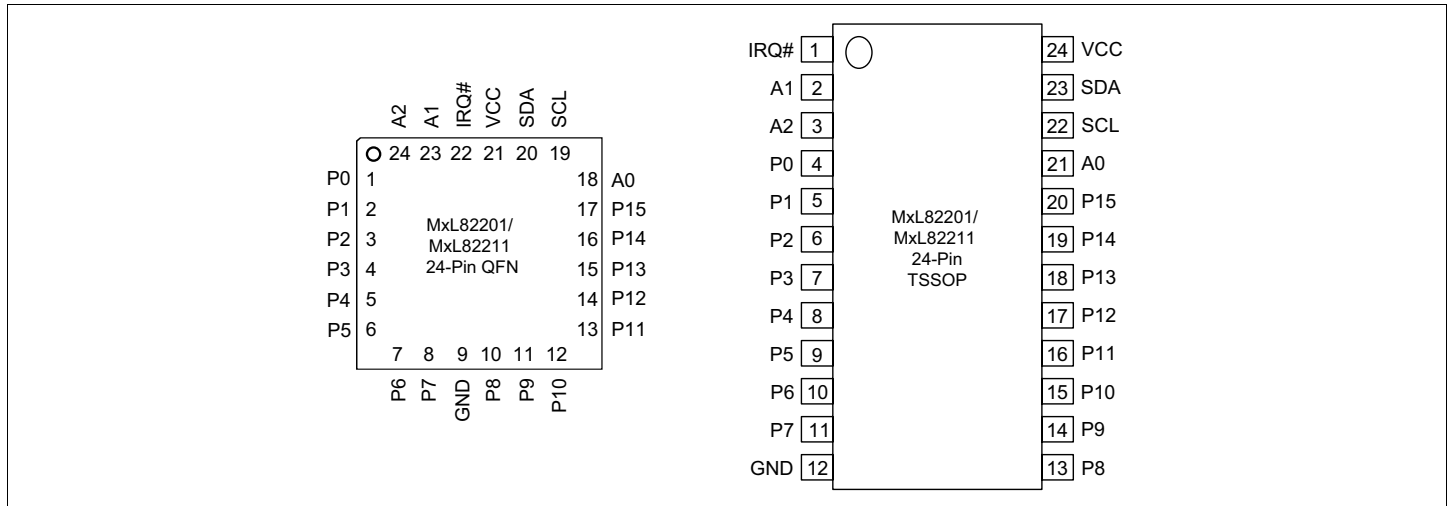 A2 A1 IRQ# VCC SDA SCL
24 23 22 21 20 19
P0 1 18 A0
P1 2 17 P15
P2 3 16 P14
P3 4 15 P13
P4 5 14 P12
P5 6 13 P11
MxL82201/
MxL82211
24-Pin QFN
7 8 9 10 11 12
P6 P7 GND P8 P9 P10
IRQ# 1 24 VCC
A1 2 23 SDA
A2 3 22 SCL
P0 4 21 A0
P1 5 20 P15
P2 6 19 P14
P3 7 18 P13
P4 8 17 P12
P5 9 16 P11
P6 10 15 P10
P7 11 14 P9
GND 12 13 P8
MxL82201/
MxL82211
24-Pin
TSSOP